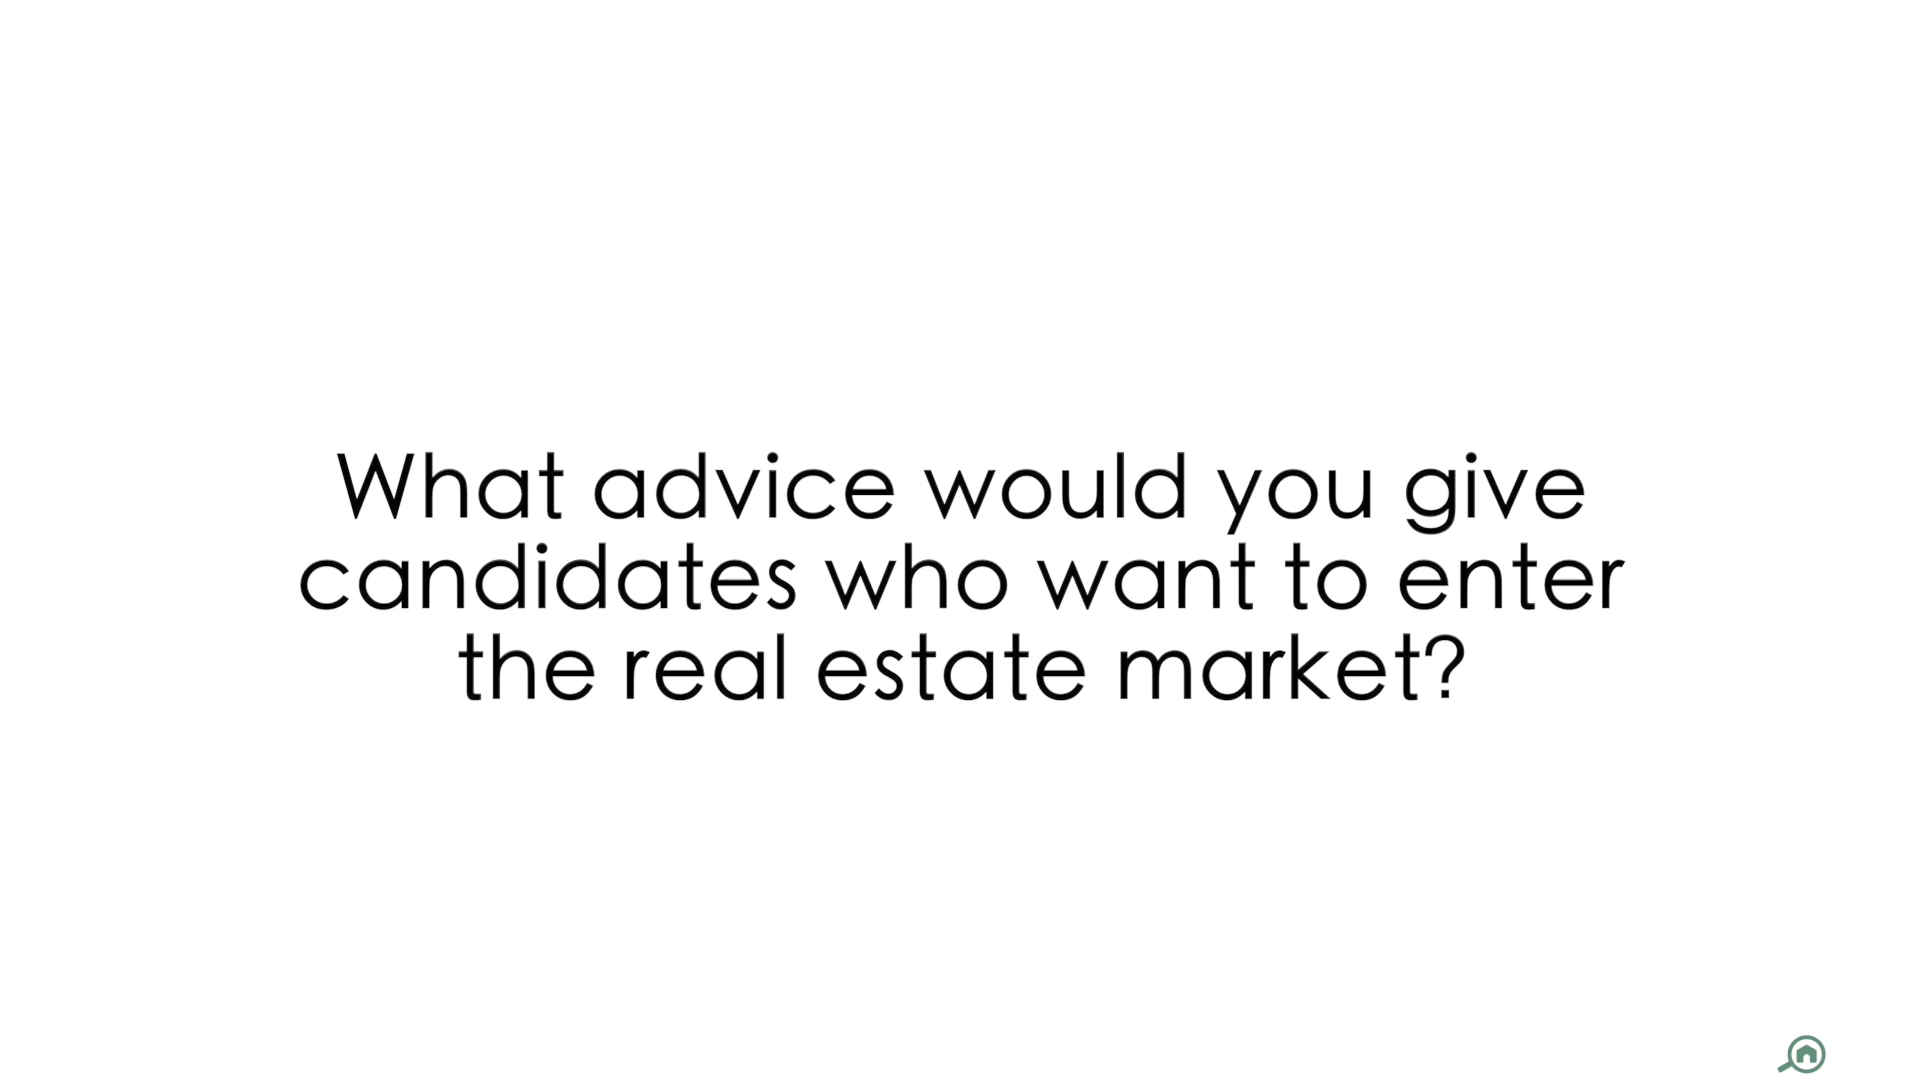 What advice would you give
candidates who want to enter
the real estate market?